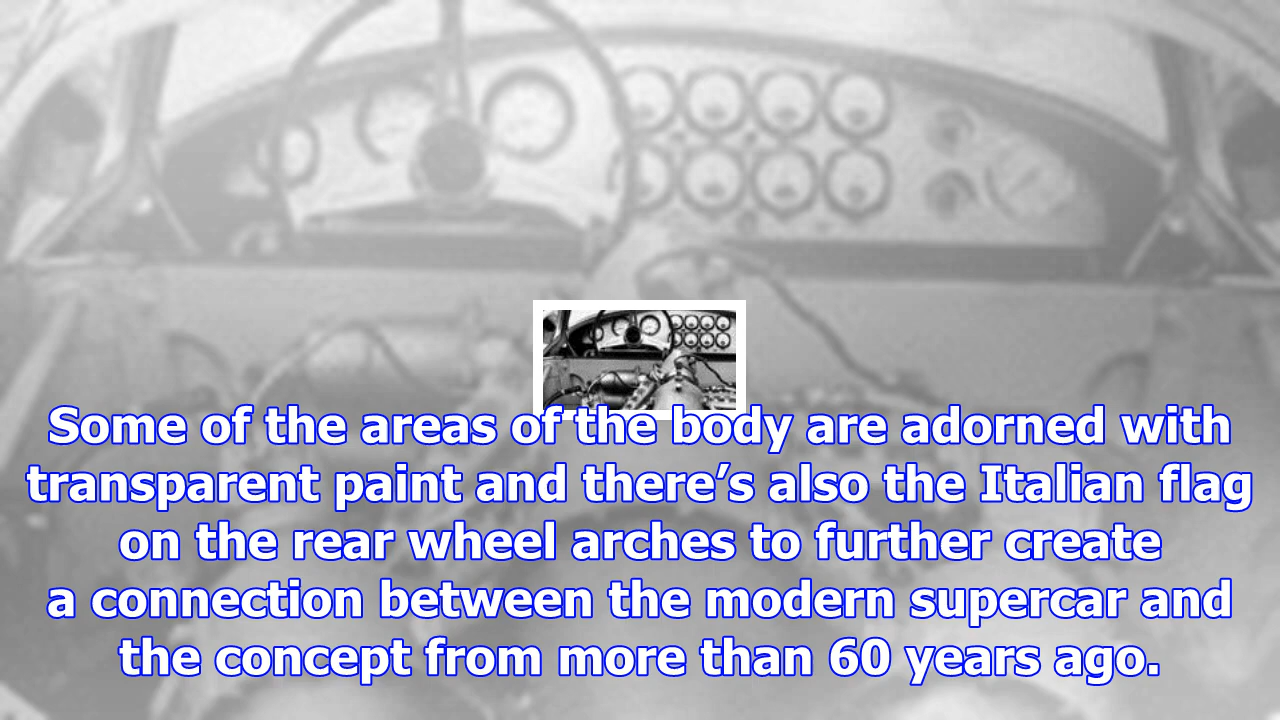 Some of the areas of the body are adorned with
transparent paint and there’s also the Italian flag
on the rear wheel arches to further create
a connection between the modern supercar and
the concept from more than 60 years ago.